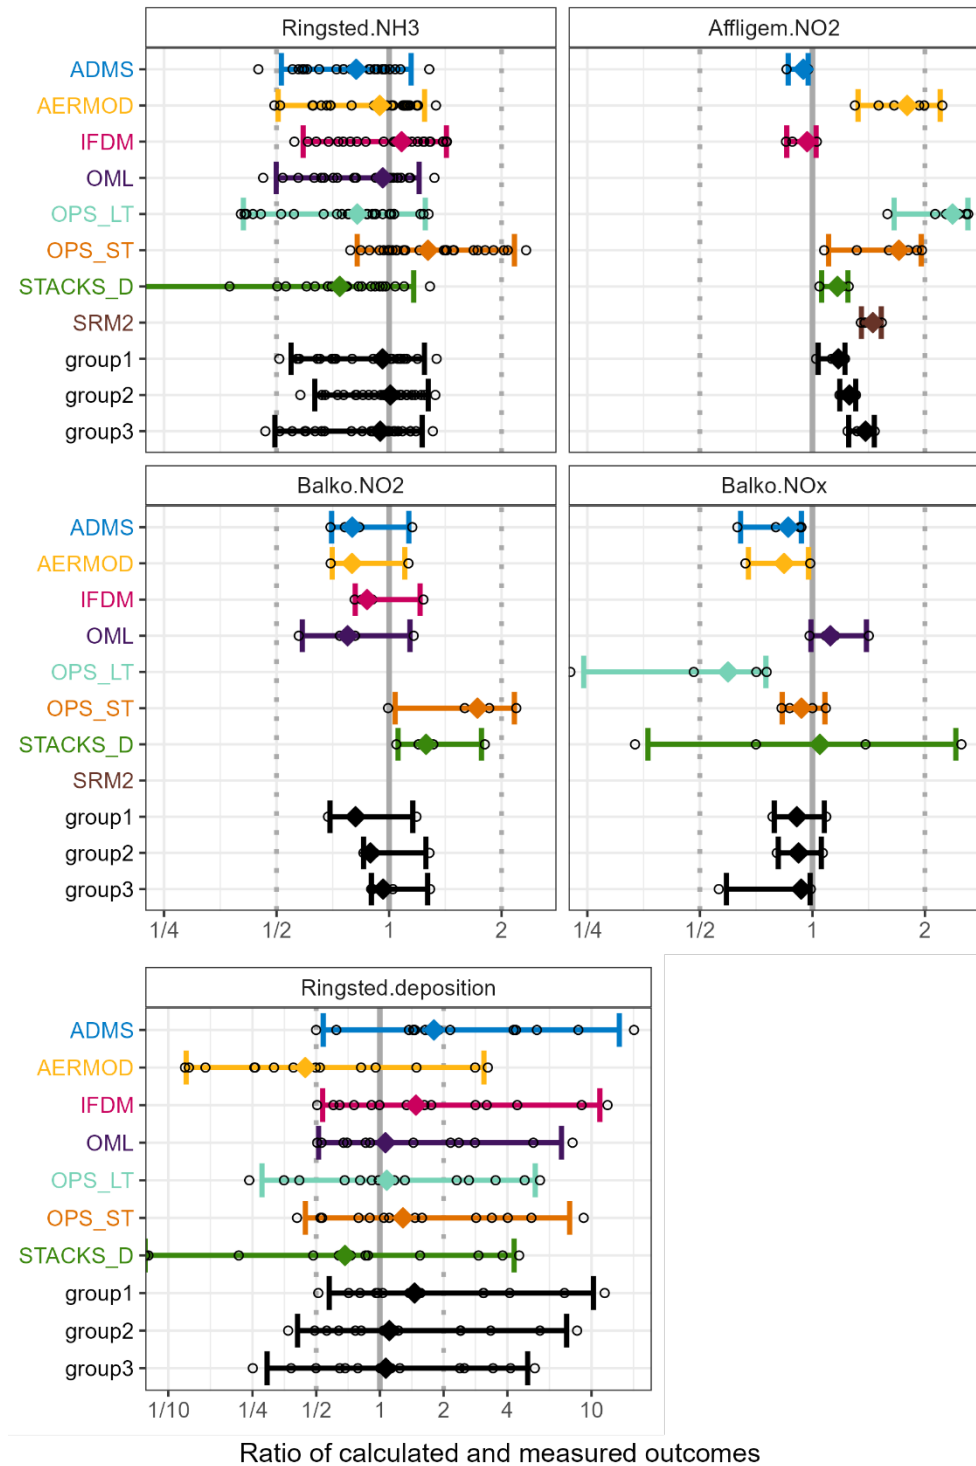 Ringsted.NH3
Affligem.NO2
ADMS
AERMOD
IFDM
OML
OPS_LT
OPS_ST
STACKS_D
SRM2
group1
group2
group3
Balko.NO2
Balko.NOx
ADMS
AERMOD
IFDM
OML
OPS_LT
OPS_ST
STACKS_D
SRM2
group1
group2
group3
1/4 1/2 1 2
1/4 1/2 1 2
Ringsted.deposition
ADMS
AERMOD
IFDM
OML
OPS_LT
OPS_ST
STACKS_D
group1
group2
group3
1/10 1/4 1/2 1 2 4 10
Ratio of calculated and measured outcomes